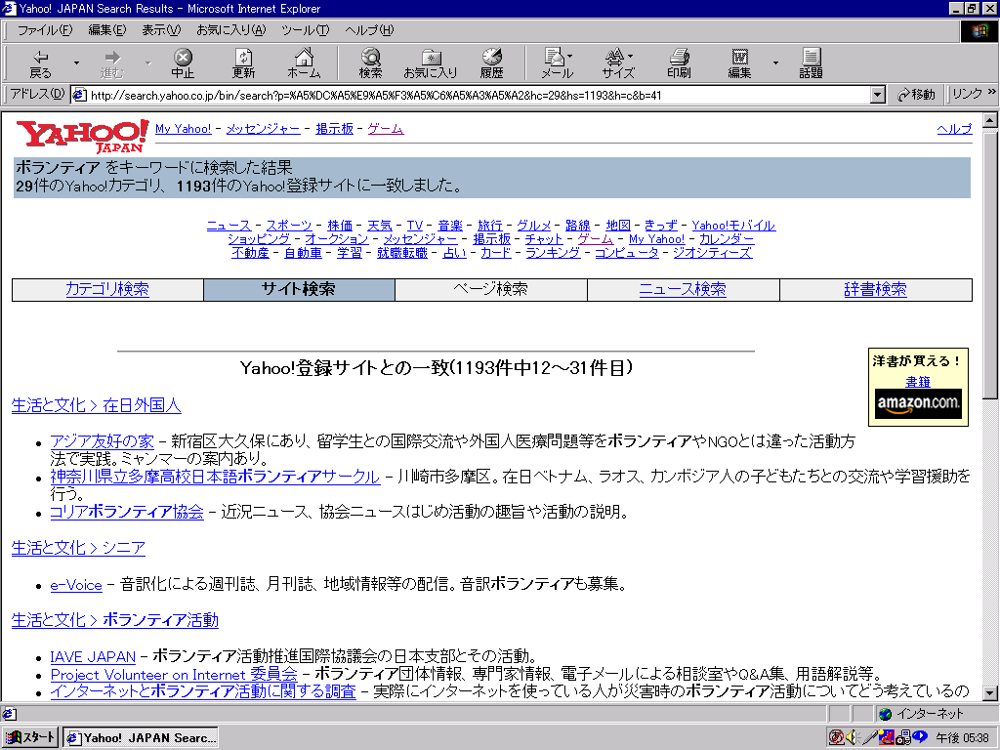 Yahoo! JAPAN Search Results - Microsoft Internet Explorer
ファイル(F) 編集(E) 表示(V) お気に入り(A) ツール(T) ヘルプ(H)
戻る 進む 中止 更新 ホーム 検索 お気に入り 履歴 メール サイズ 印刷 編集 話題
アドレス(D) http://search.yahoo.co.jp/bin/search?p=%A5%DC%A5%E9%A5%F3%A5%C6%A5%A3%A5%A2&hc=29&hs=1193&h=c&b=41 移動 リンク »
YAHOO! JAPAN My Yahoo! - メッセンジャー - 掲示板 - ゲーム ヘルプ
ボランティア をキーワードに検索した結果
29件のYahoo!カテゴリ、 1193件のYahoo!登録サイトに一致しました。
ニュース - スポーツ - 株価 - 天気 - TV - 音楽 - 旅行 - グルメ - 路線 - 地図 - きっず - Yahoo!モバイル
ショッピング - オークション - メッセンジャー - 掲示板 - チャット - ゲーム - My Yahoo! - カレンダー
不動産 - 自動車 - 学習 - 就職転職 - 占い - カード - ランキング - コンピュータ - ジオシティーズ
カテゴリ検索 サイト検索 ページ検索 ニュース検索 辞書検索
Yahoo!登録サイトとの一致(1193件中12～31件目)
洋書が買える！
書籍
amazon.com.
生活と文化 > 在日外国人
• アジア友好の家 - 新宿区大久保にあり、留学生との国際交流や外国人医療問題等をボランティアやNGOとは違った活動方
法で実践。ミャンマーの案内あり。
• 神奈川県立多摩高校日本語ボランティアサークル - 川崎市多摩区。在日ベトナム、ラオス、カンボジア人の子どもたちとの交流や学習援助を
行う。
• コリアボランティア協会 - 近況ニュース、協会ニュースはじめ活動の趣旨や活動の説明。
生活と文化 > シニア
• e-Voice - 音訳化による週刊誌、月刊誌、地域情報等の配信。音訳ボランティアも募集。
生活と文化 > ボランティア活動
• IAVE JAPAN - ボランティア活動推進国際協議会の日本支部とその活動。
• Project Volunteer on Internet 委員会 - ボランティア団体情報、専門家情報、電子メールによる相談室やQ&A集、用語解説等。
• インターネットとボランティア活動に関する調査 - 実際にインターネットを使っている人が災害時のボランティア活動についてどう考えているの
インターネット
スタート Yahoo! JAPAN Searc... 午後 05:38